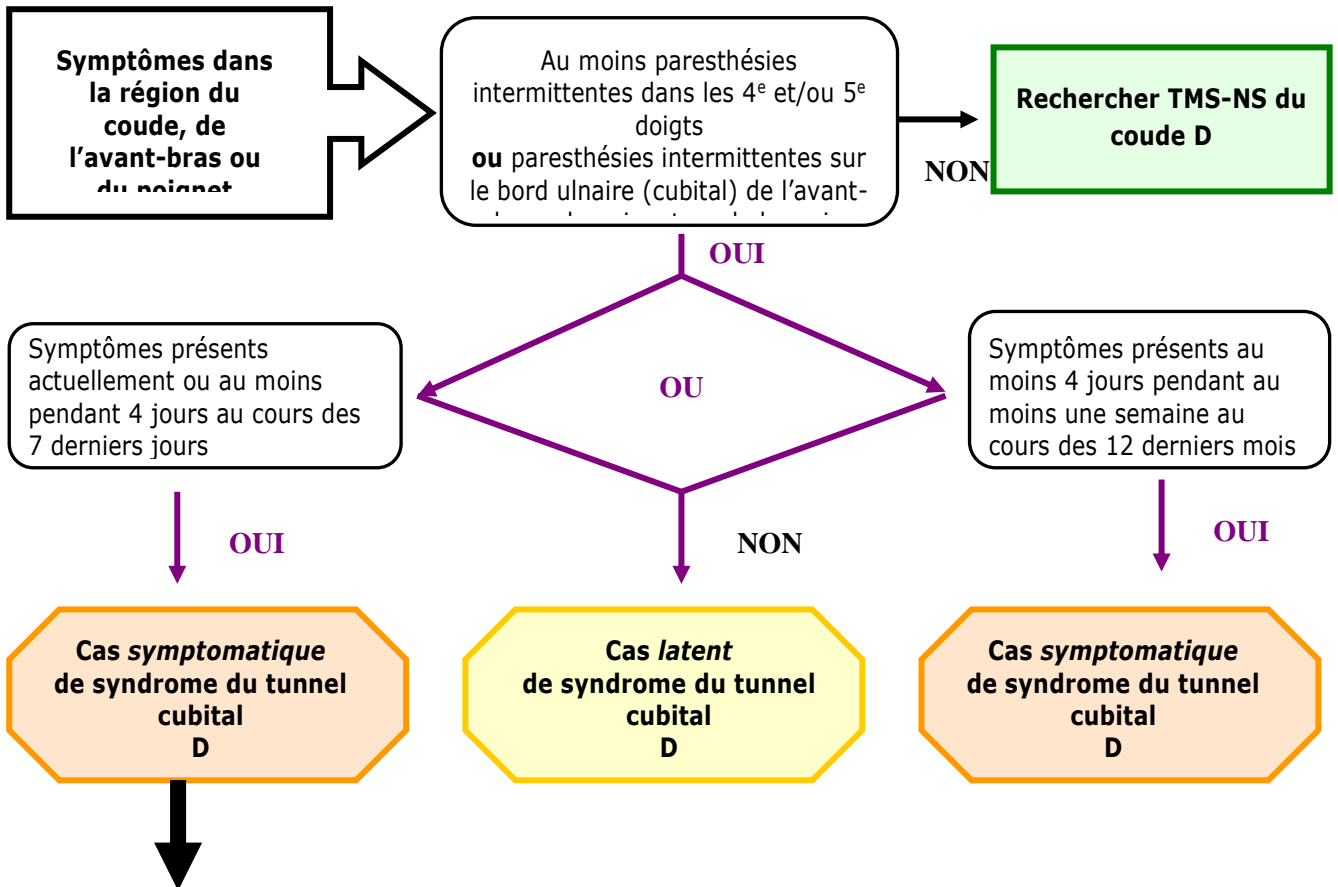 Symptômes dans
la région du
coude, de
l’avant-bras ou
du poignet
Au moins paresthésies
intermittentes dans les 4e et/ou 5e
doigts
ou paresthésies intermittentes sur
le bord ulnaire (cubital) de l’avant-
NON
Rechercher TMS-NS du
coude D
OUI
Symptômes présents
actuellement ou au moins
pendant 4 jours au cours des
7 derniers jours
OU
Symptômes présents au
moins 4 jours pendant au
moins une semaine au
cours des 12 derniers mois
OUI
NON
OUI
Cas symptomatique
de syndrome du tunnel
cubital
D
Cas latent
de syndrome du tunnel
cubital
D
Cas symptomatique
de syndrome du tunnel
cubital
D